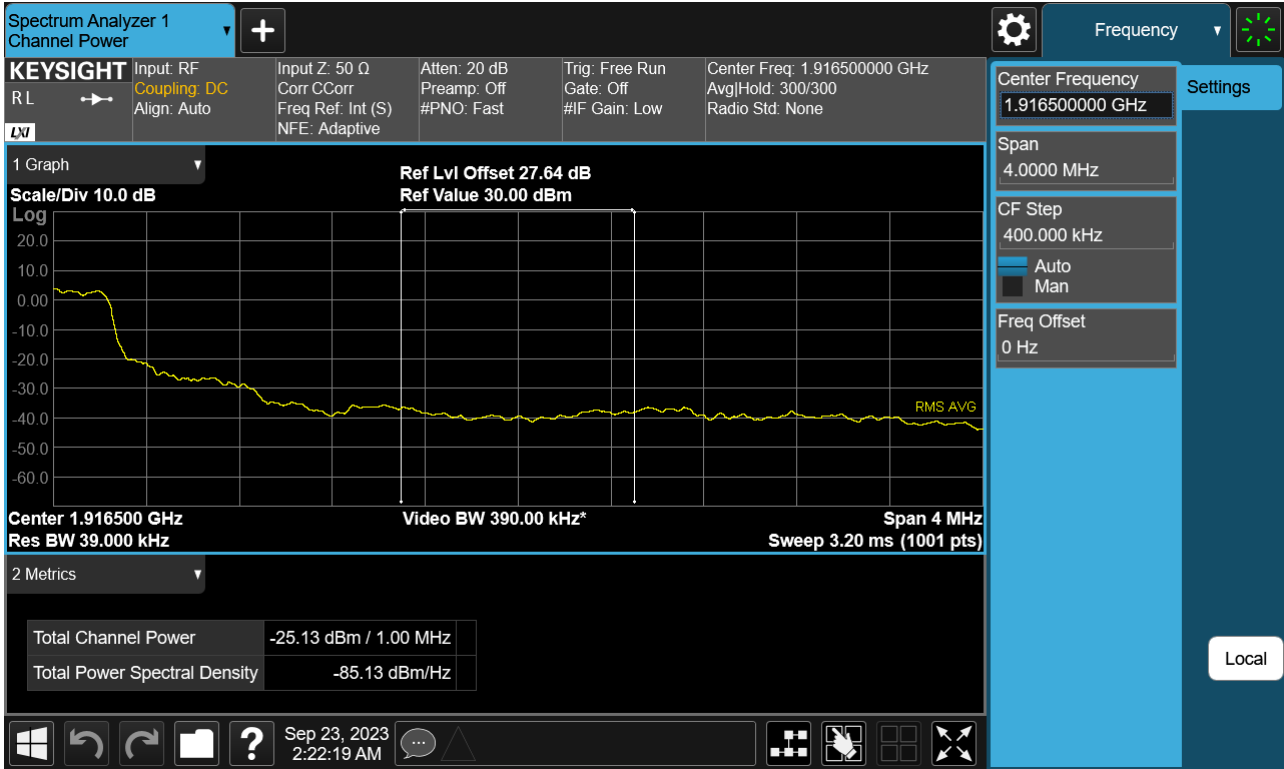 Spectrum Analyzer 1
Channel Power
Frequency
KEYSIGHT
R L
LXI
Input: RF
Coupling: DC
Align: Auto
Input Z: 50 Ω
Corr CCorr
Freq Ref: Int (S)
NFE: Adaptive
Atten: 20 dB
Preamp: Off
#PNO: Fast
Trig: Free Run
Gate: Off
#IF Gain: Low
Center Freq: 1.916500000 GHz
Avg|Hold: 300/300
Radio Std: None
1 Graph
Scale/Div 10.0 dB
Ref Lvl Offset 27.64 dB
Ref Value 30.00 dBm
Log
20.0
10.0
0.00
-10.0
-20.0
-30.0
-40.0
-50.0
-60.0
RMS AVG
Center 1.916500 GHz
Video BW 390.00 kHz*
Span 4 MHz
Res BW 39.000 kHz
Sweep 3.20 ms (1001 pts)
2 Metrics
Total Channel Power -25.13 dBm / 1.00 MHz
Total Power Spectral Density -85.13 dBm/Hz
Center Frequency
1.916500000 GHz
Settings
Span
4.0000 MHz
CF Step
400.000 kHz
Auto
Man
Freq Offset
0 Hz
Local
?
Sep 23, 2023
2:22:19 AM